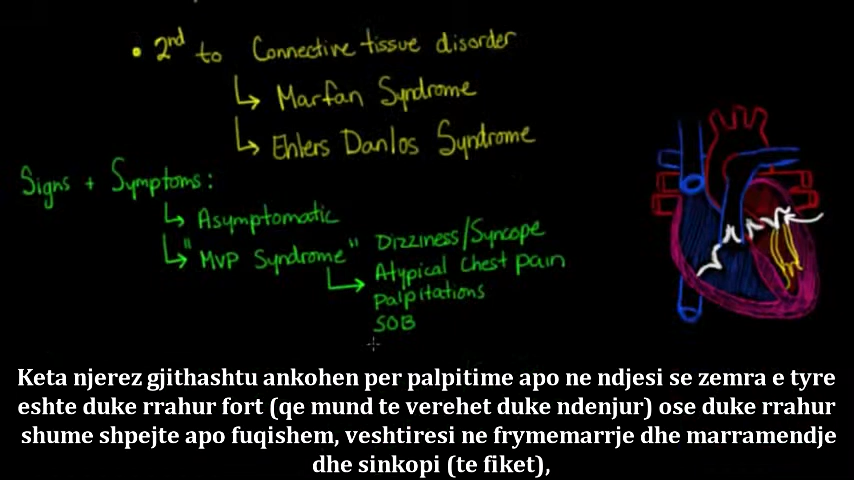 • 2nd to Connective tissue disorder
↳ Marfan Syndrome
↳ Ehlers Danlos Syndrome
Signs + Symptoms:
↳ Asymptomatic
↳ "MVP Syndrome"
↳ Dizziness/Syncope
Atypical Chest pain
palpitations
SOB
Keta njerez gjithashtu ankohen per palpitime apo ne ndjesi se zemra e tyre
eshte duke rrahur fort (qe mund te verehet duke ndenjur) ose duke rrahur
shume shpejte apo fuqishem, veshtiresi ne frymemarrje dhe marramendje
dhe sinkopi (te fiket),